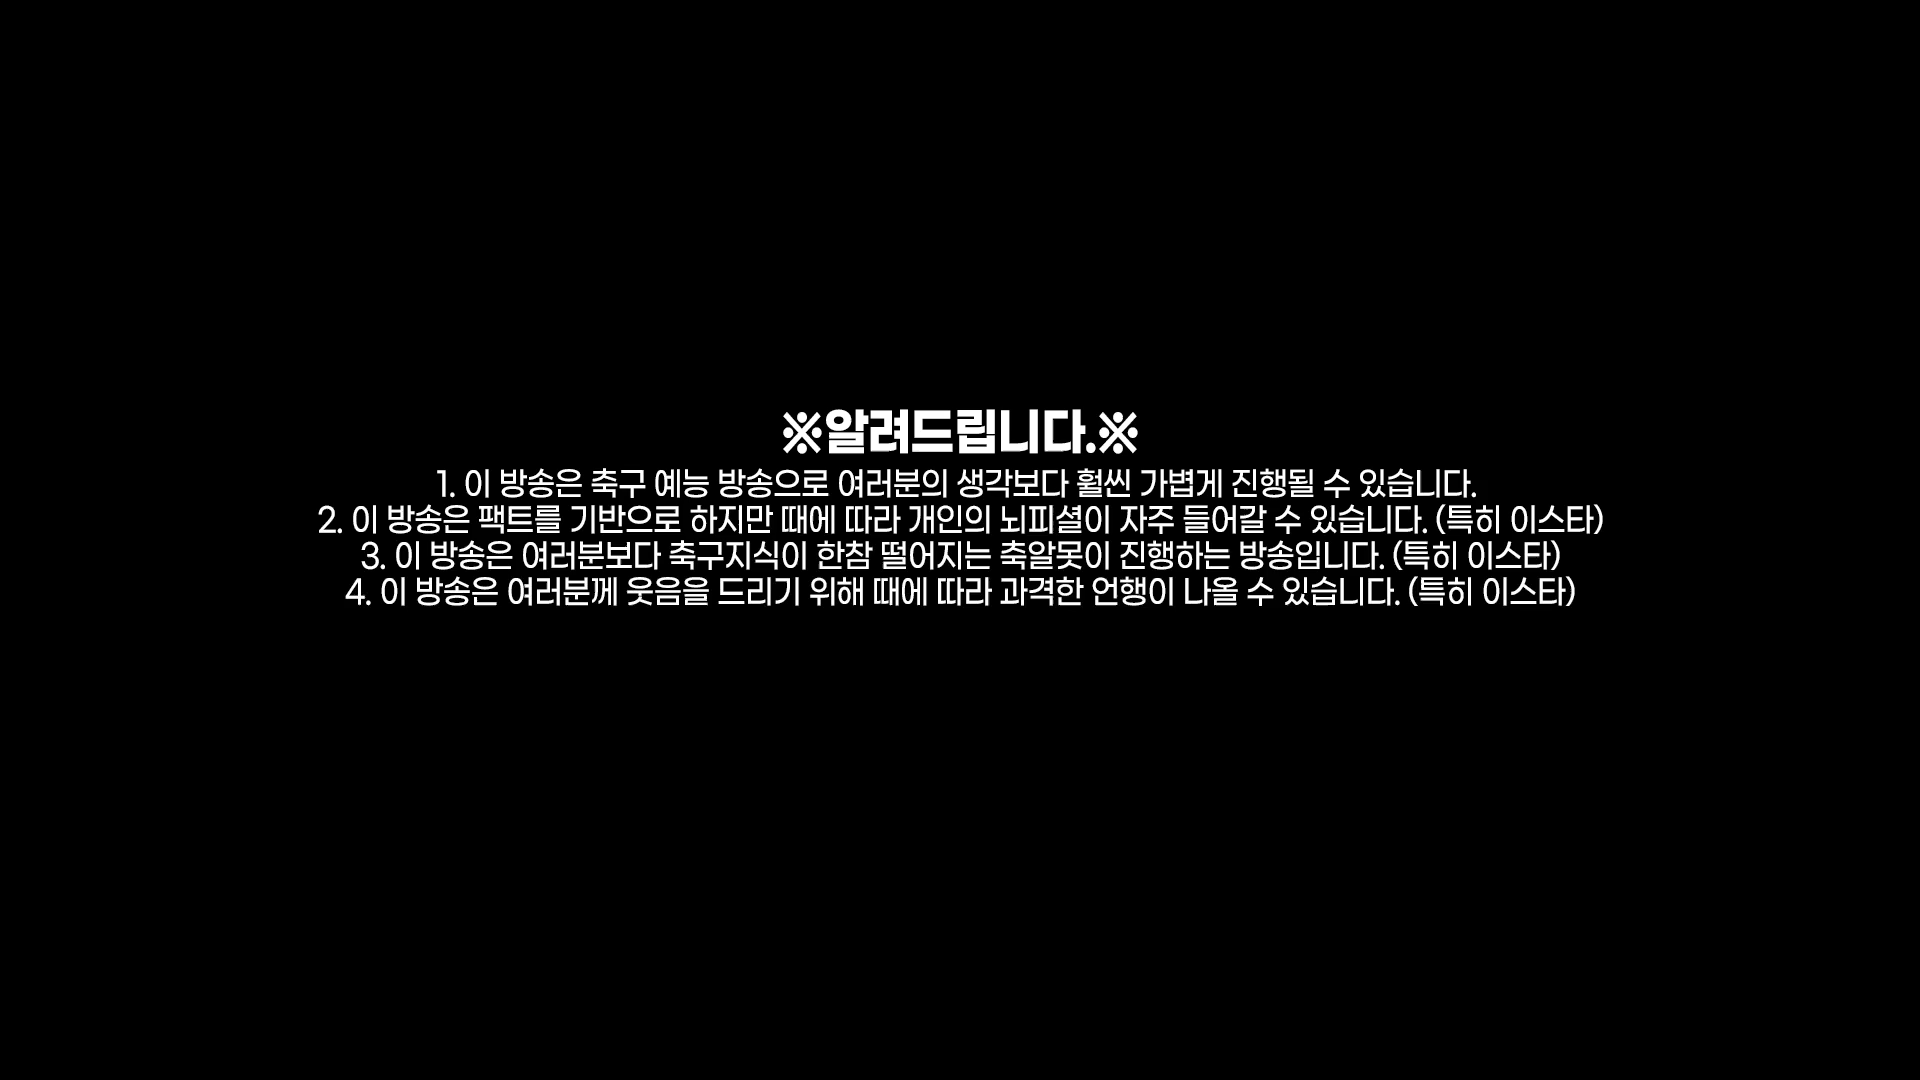 ※알려드립니다.※
1. 이 방송은 축구 예능 방송으로 여러분의 생각보다 훨씬 가볍게 진행될 수 있습니다.
2. 이 방송은 팩트를 기반으로 하지만 때에 따라 개인의 뇌피셜이 자주 들어갈 수 있습니다. (특히 이스타)
3. 이 방송은 여러분보다 축구지식이 한참 떨어지는 축알못이 진행하는 방송입니다. (특히 이스타)
4. 이 방송은 여러분께 웃음을 드리기 위해 때에 따라 과격한 언행이 나올 수 있습니다. (특히 이스타)